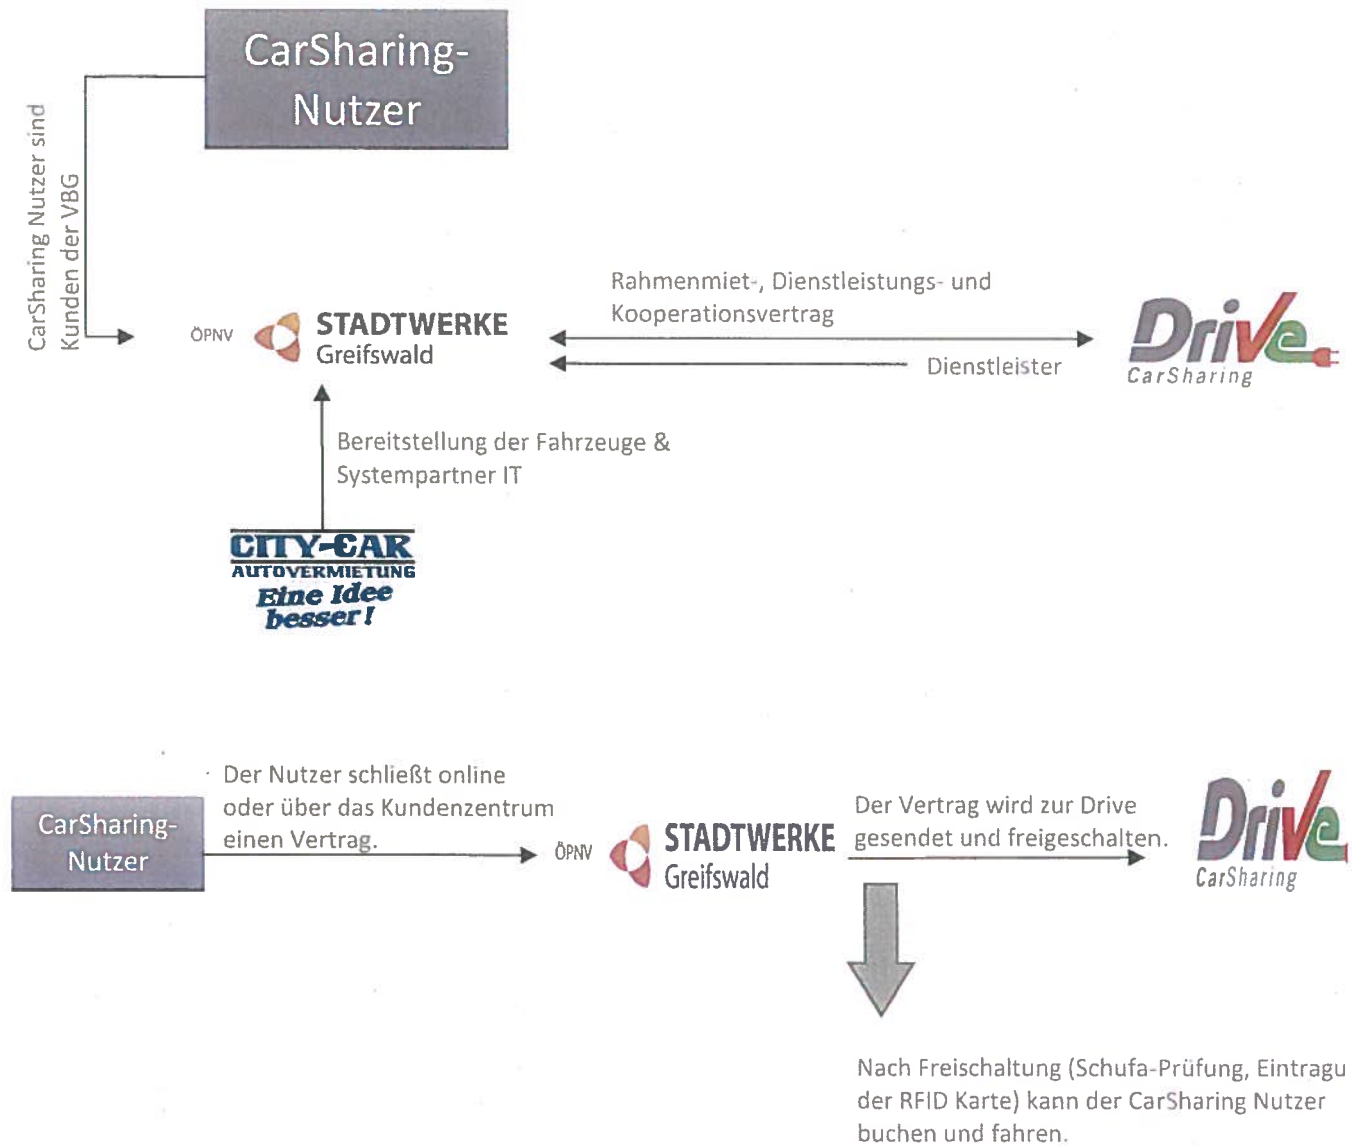 CarSharing-
Nutzer
CarSharing Nutzer sind
Kunden der VBG
ÖPNV
STADTWERKE
Greifswald
Rahmenmiet-, Dienstleistungs- und
Kooperationsvertrag
Dienstleister
Drive
CarSharing
Bereitstellung der Fahrzeuge &
Systempartner IT
CITY-CAR
AUTOVERMIETUNG
Eine Idee
besser!
CarSharing-
Nutzer
Der Nutzer schließt online
oder über das Kundenzentrum
einen Vertrag.
ÖPNV
STADTWERKE
Greifswald
Der Vertrag wird zur Drive
gesendet und freigeschalten.
Drive
CarSharing
Nach Freischaltung (Schufa-Prüfung, Eintragu
der RFID Karte) kann der CarSharing Nutzer
buchen und fahren.